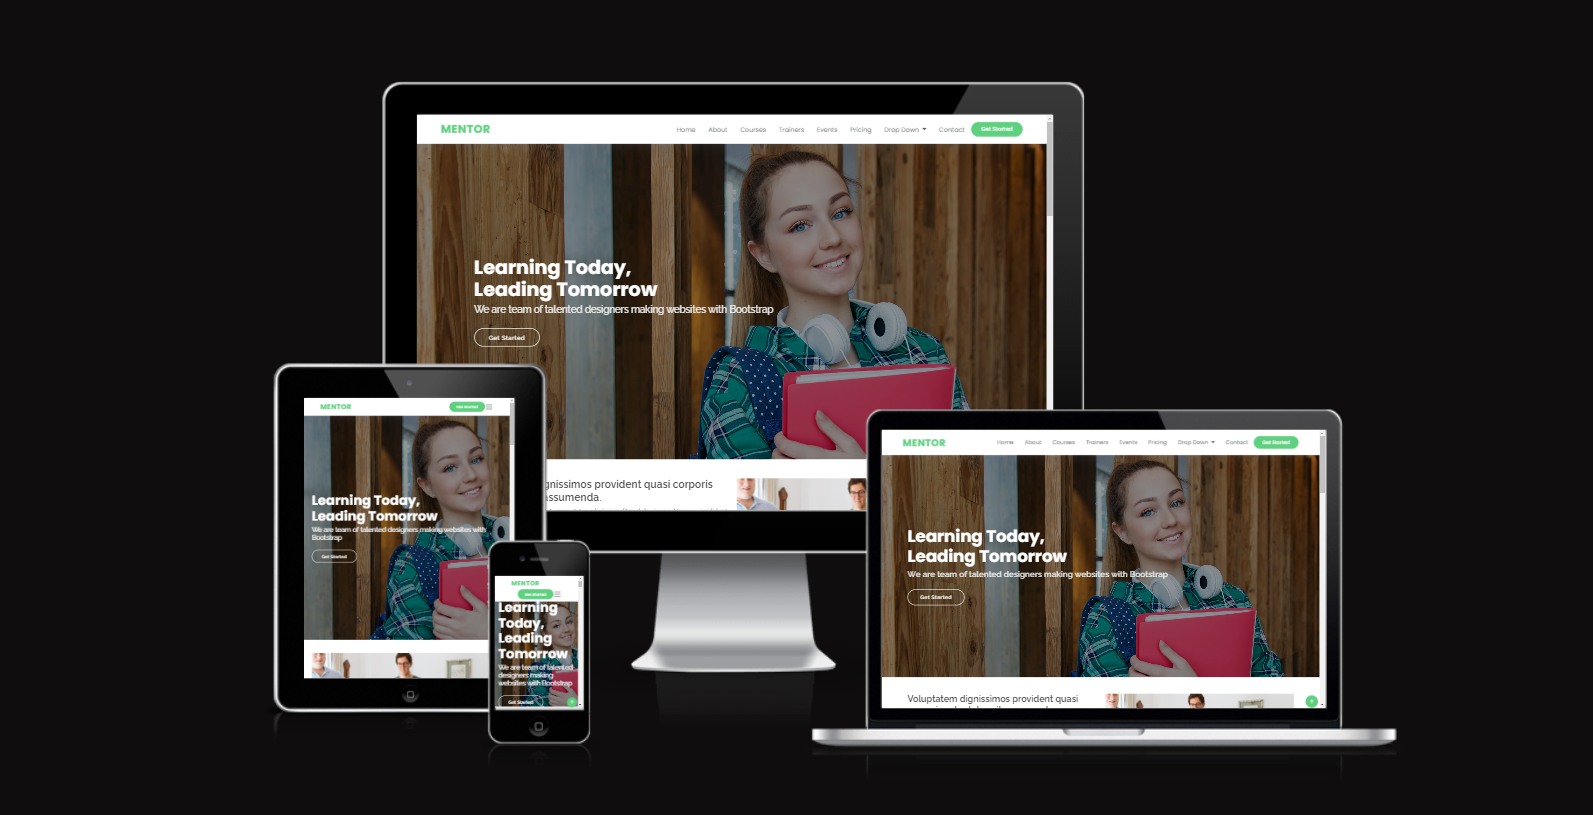 MENTOR
Home About Courses Trainers Events Pricing Drop Down Contact Get Started
Learning Today,
Leading Tomorrow
We are team of talented designers making websites with Bootstrap
Get Started
gnissimos provident quasi corporis
assumenda.
MENTOR
Get Started
Learning Today,
Leading Tomorrow
We are team of talented designers making websites with
Bootstrap
Get Started
MENTOR
Get Started
Learning
Today,
Leading
Tomorrow
We are team of talented
designers making
websites with Bootstrap
Get Started
MENTOR
Home About Courses Trainers Events Pricing Drop Down Contact Get Started
Learning Today,
Leading Tomorrow
We are team of talented designers making websites with Bootstrap
Get Started
Voluptatem dignissimos provident quasi